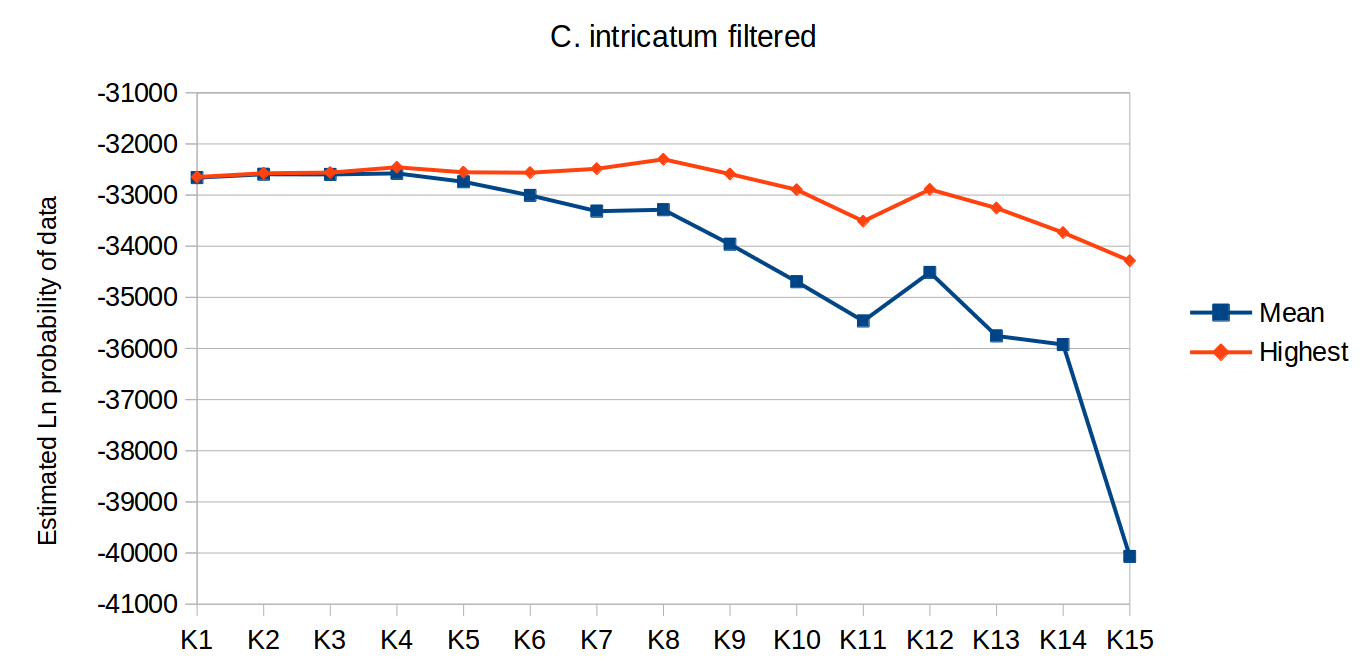 C. intricatum filtered
Estimated Ln probability of data
-31000
-32000
-33000
-34000
-35000
-36000
-37000
-38000
-39000
-40000
-41000
K1 K2 K3 K4 K5 K6 K7 K8 K9 K10 K11 K12 K13 K14 K15
Mean
Highest